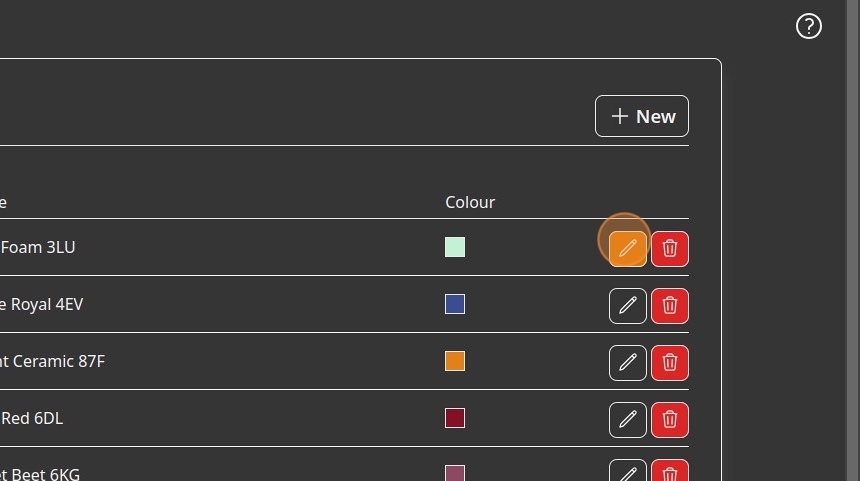 ?
+ New
e
Colour
Foam 3LU
e Royal 4EV
nt Ceramic 87F
Red 6DL
et Beet 6KG